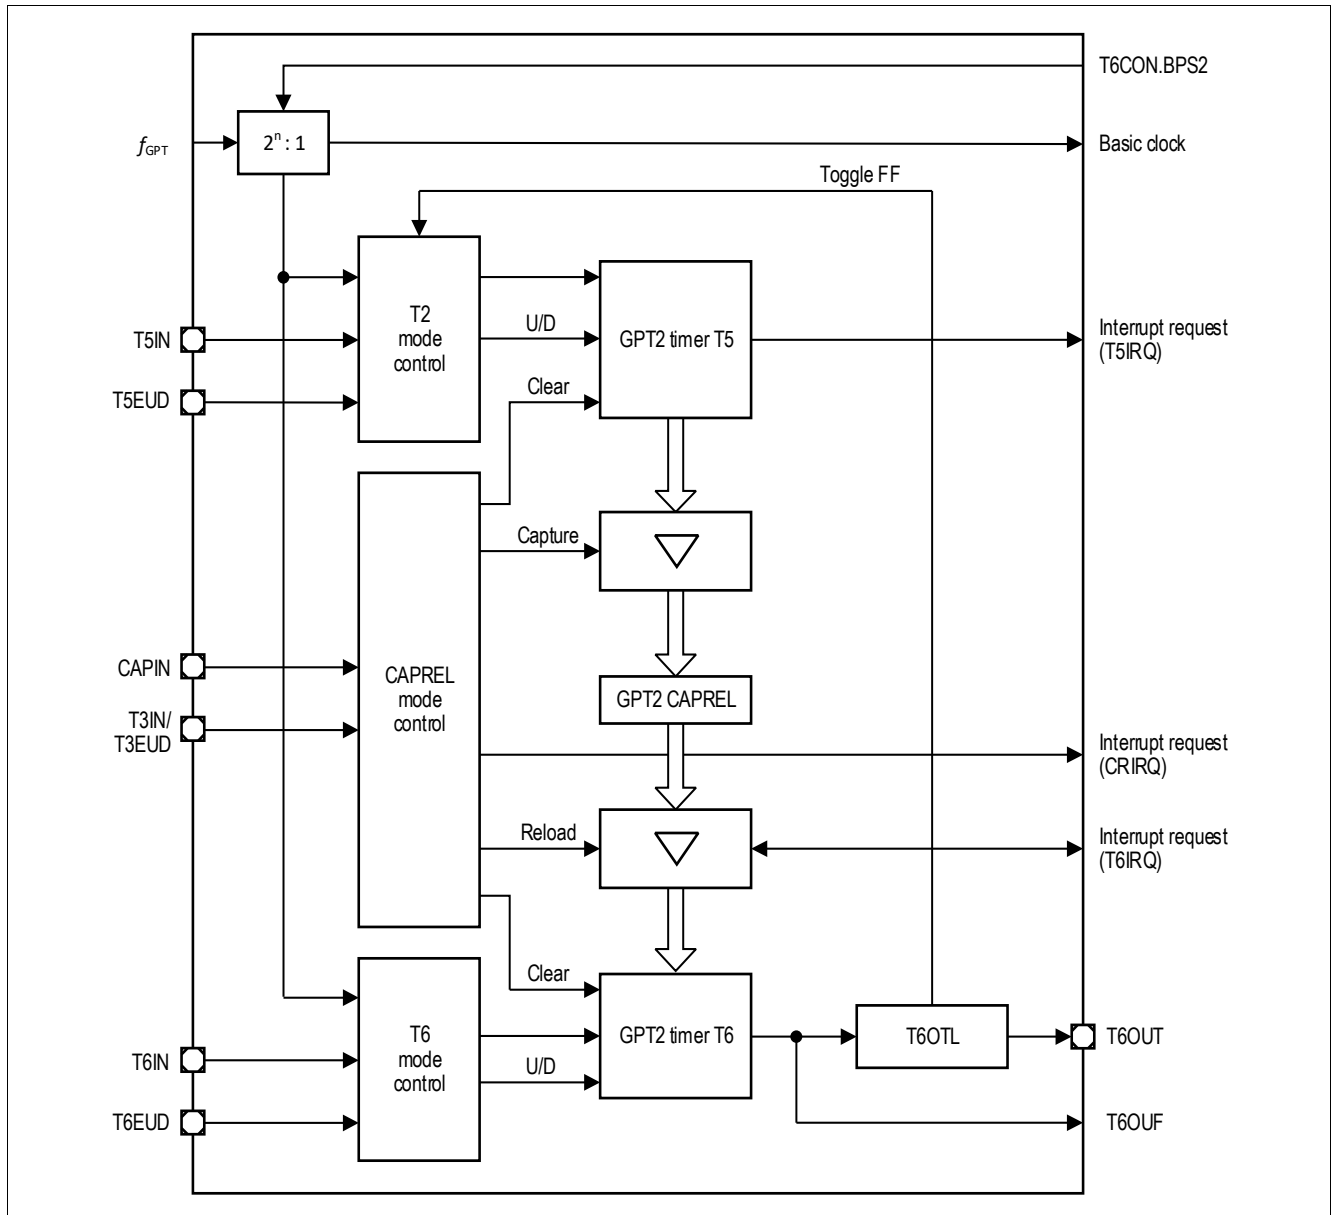 T6CON.BPS2
fGPT
2ⁿ : 1
Basic clock
Toggle FF
T2
mode
control
T5IN
T5EUD
U/D
Clear
GPT2 timer T5
Interrupt request
(T5IRQ)
Capture
CAPIN
T3IN/
T3EUD
CAPREL
mode
control
GPT2 CAPREL
Interrupt request
(CRIRQ)
Reload
Interrupt request
(T6IRQ)
Clear
T6
mode
control
T6IN
T6EUD
U/D
GPT2 timer T6
T6OTL
T6OUT
T6OUF